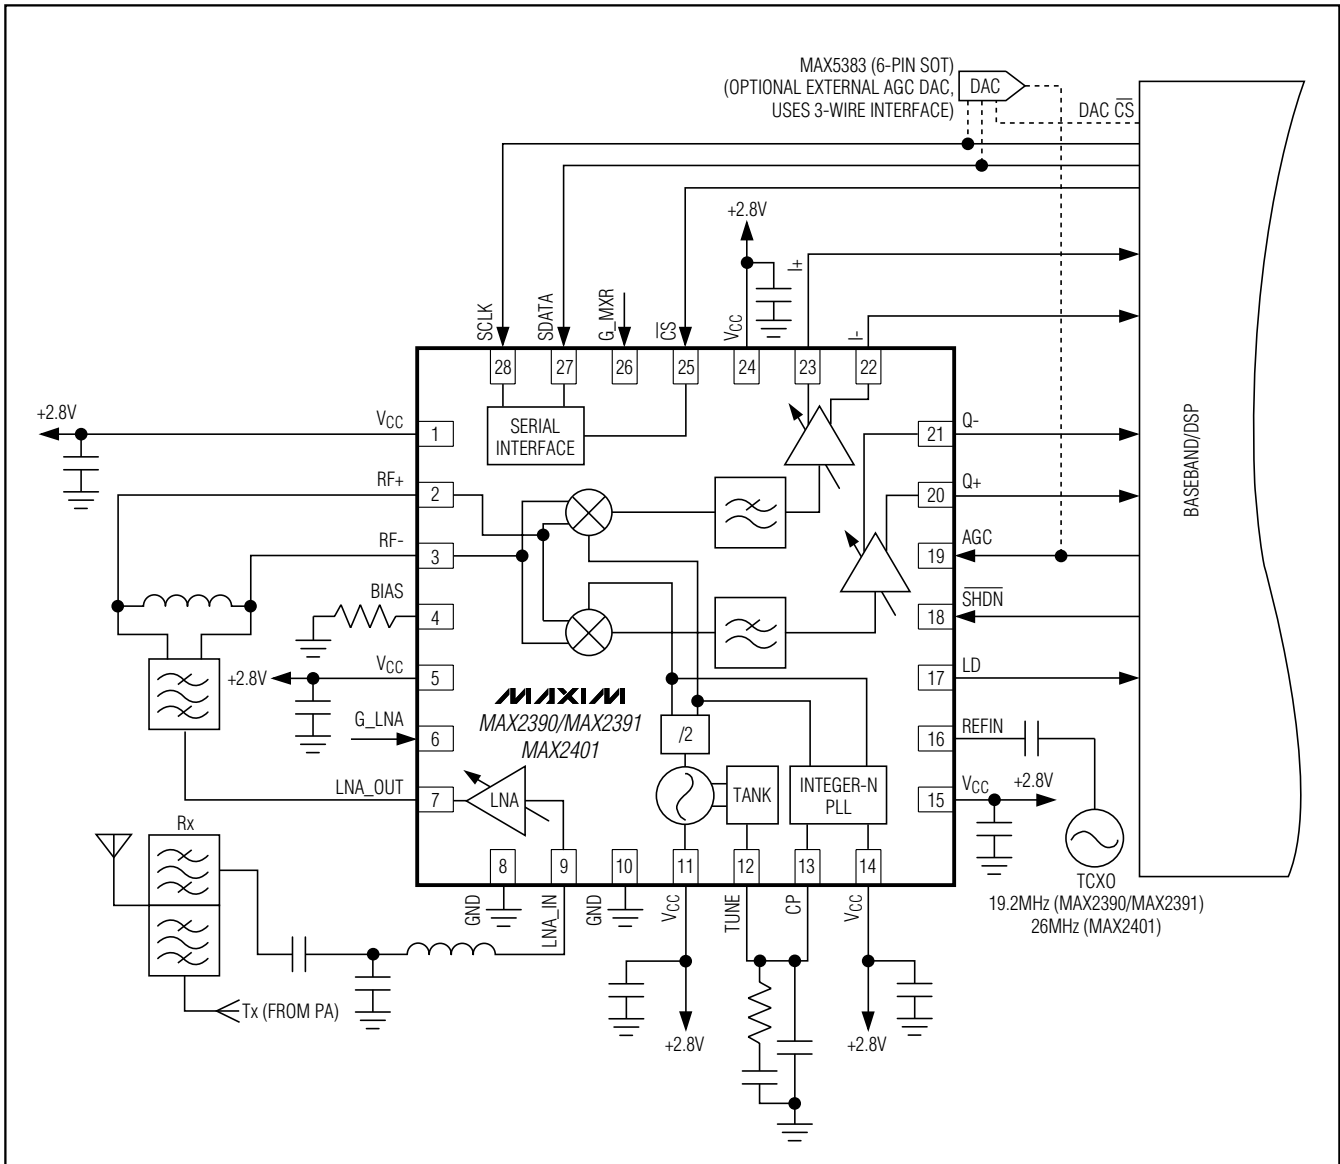 MAX5383 (6-PIN SOT)
(OPTIONAL EXTERNAL AGC DAC,
USES 3-WIRE INTERFACE)
DAC
DAC CS
+2.8V
I+
I-
SCLK
SDATA
G_MXR
CS
VCC
28
27
26
25
24
23
22
+2.8V
VCC
1
SERIAL
INTERFACE
21
Q-
RF+
2
20
Q+
BASEBAND/DSP
RF-
3
19
AGC
BIAS
4
18
SHDN
VCC
+2.8V
5
17
LD
MAXIM
MAX2390/MAX2391
MAX2401
G_LNA
6
/2
16
REFIN
LNA_OUT
7
LNA
TANK
INTEGER-N
PLL
15
VCC
+2.8V
Rx
8
9
10
11
12
13
14
GND
LNA_IN
GND
VCC
TUNE
CP
VCC
TCXO
19.2MHz (MAX2390/MAX2391)
26MHz (MAX2401)
Tx (FROM PA)
+2.8V
+2.8V